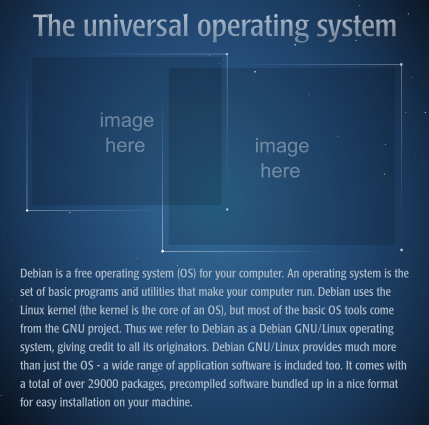 The universal operating system
image
here
image
here
Debian is a free operating system (OS) for your computer. An operating system is the
set of basic programs and utilities that make your computer run. Debian uses the
Linux kernel (the kernel is the core of an OS), but most of the basic OS tools come
from the GNU project. Thus we refer to Debian as a Debian GNU/Linux operating
system, giving credit to all its originators. Debian GNU/Linux provides much more
than just the OS - a wide range of application software is included too. It comes with
a total of over 29000 packages, precompiled software bundled up in a nice format
for easy installation on your machine.